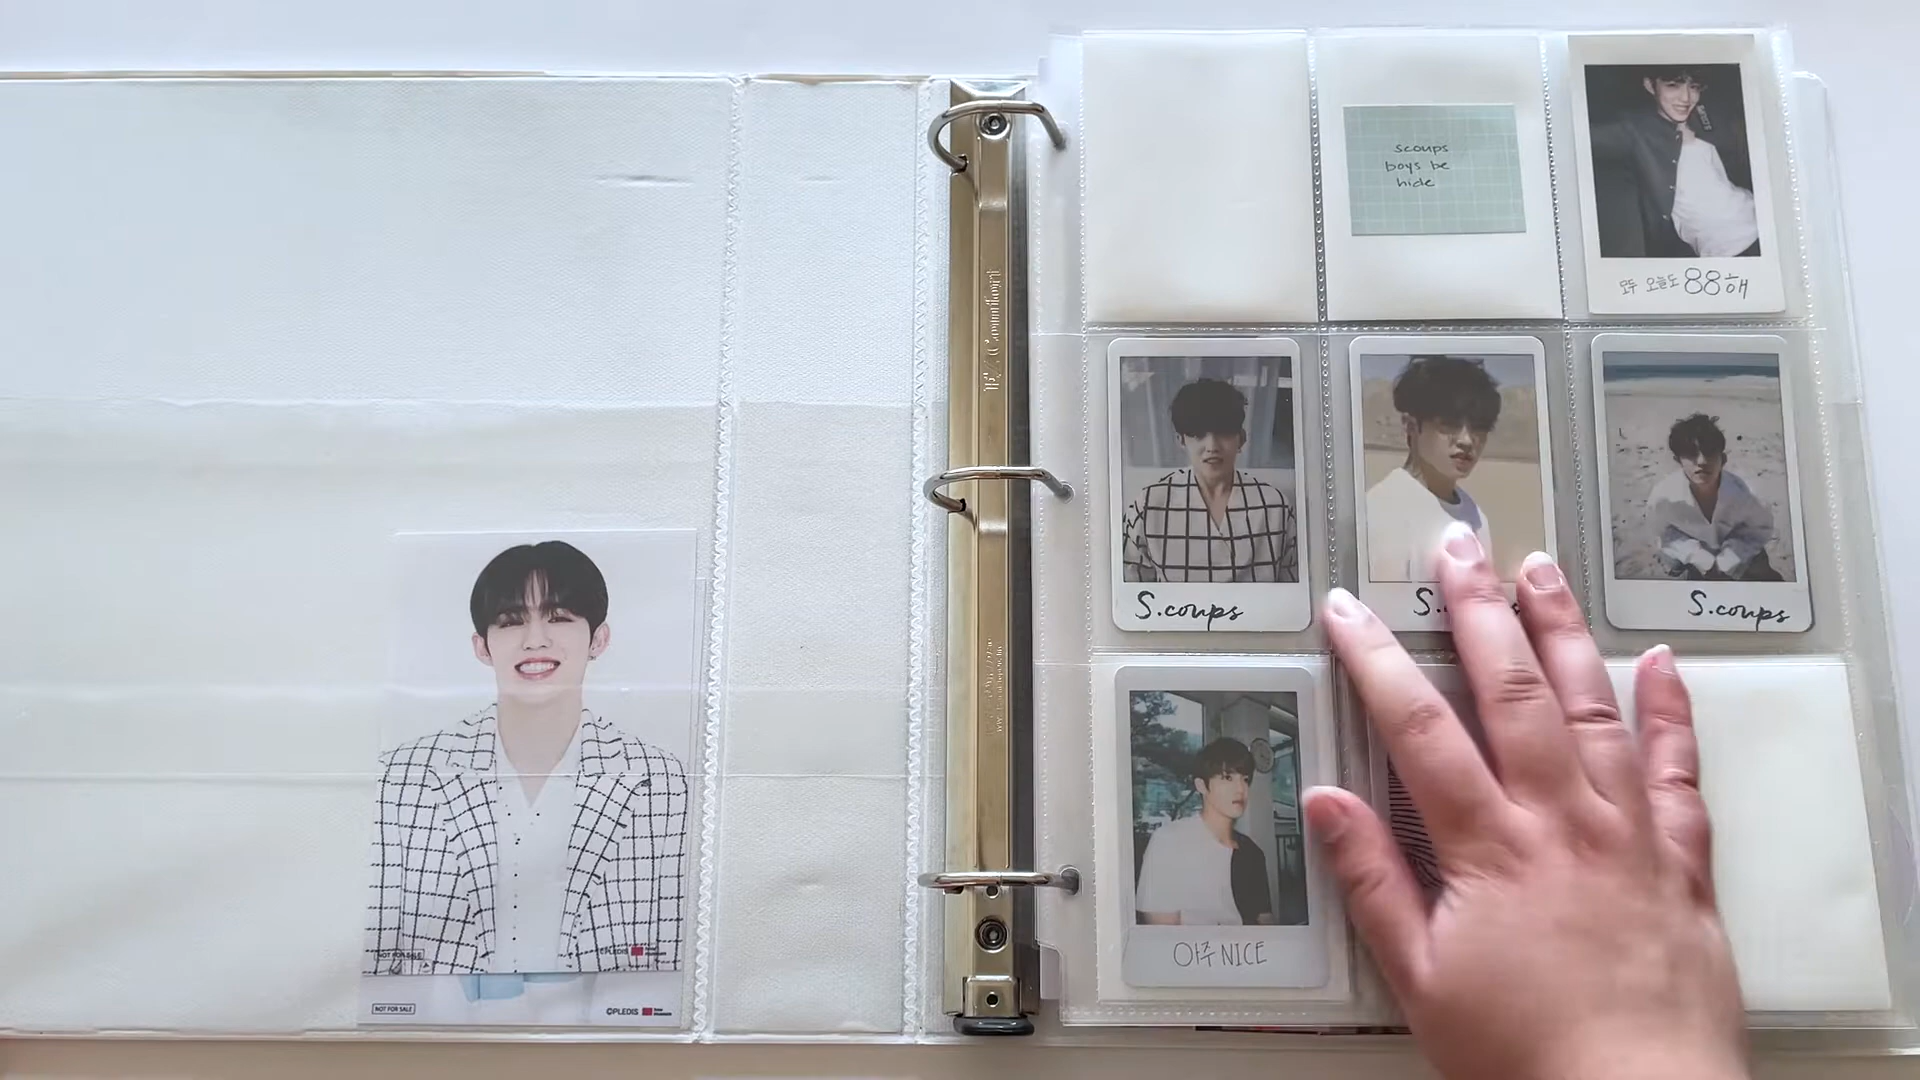 scoups
boys be
hide
모두 오늘도 88해
S.coups
S.
S.coups
아주 NICE
NOT FOR SALE
©PLEDIS
NOT FOR SALE
©PLEDIS